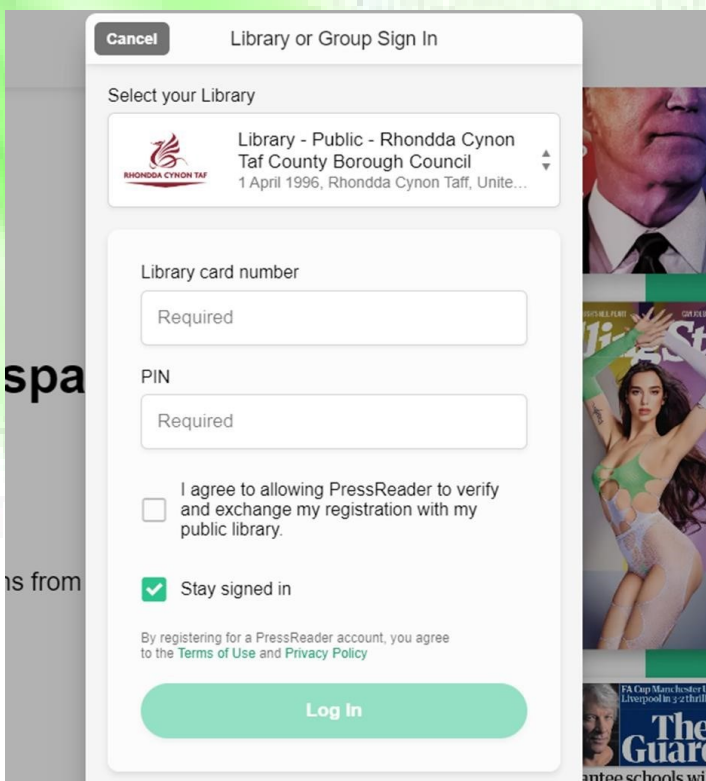 Cancel
Library or Group Sign In
Select your Library
RHONDDA CYNON TAF
Library - Public - Rhondda Cynon
Taf County Borough Council
1 April 1996, Rhondda Cynon Taff, Unite...
Library card number
Required
PIN
Required
I agree to allowing PressReader to verify
and exchange my registration with my
public library.
Stay signed in
By registering for a PressReader account, you agree
to the Terms of Use and Privacy Policy
Log In
spa
ns from
FA Cup Manchester
Liverpool in 3-2 thril
The
Guar
antee schools wi